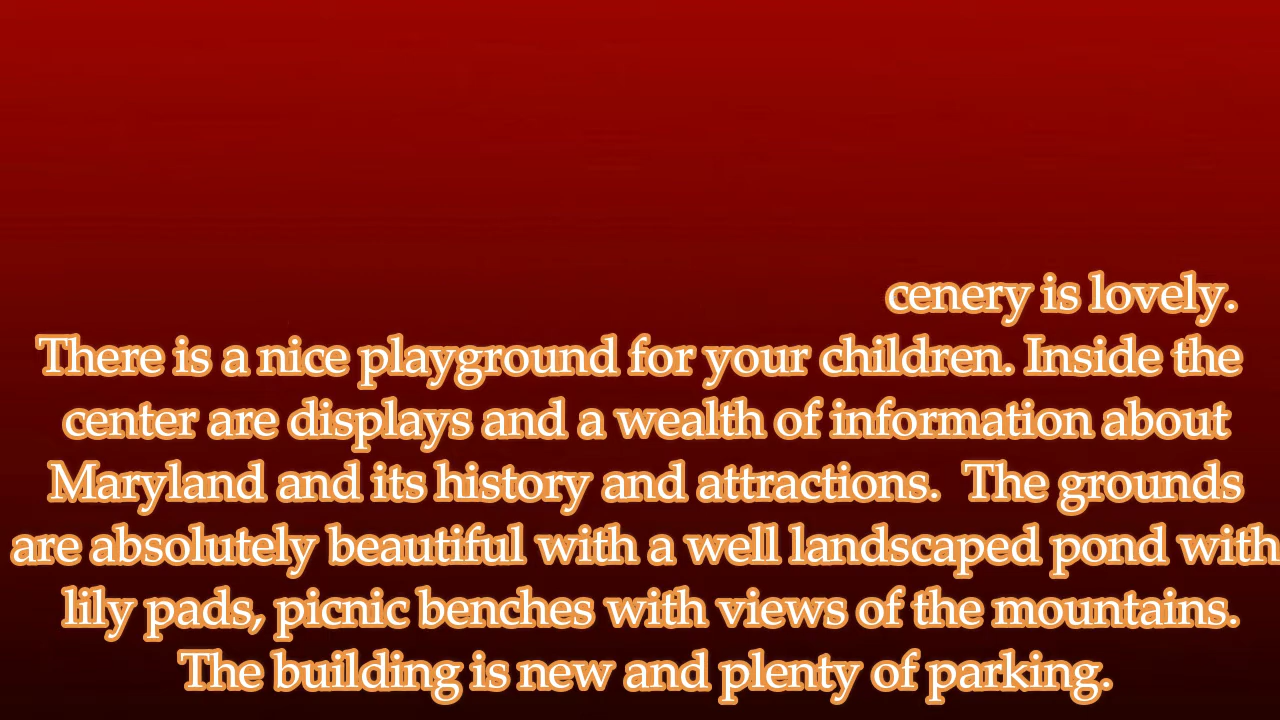 cenery is lovely.
There is a nice playground for your children. Inside the
center are displays and a wealth of information about
Maryland and its history and attractions.  The grounds
are absolutely beautiful with a well landscaped pond with
lily pads, picnic benches with views of the mountains.
The building is new and plenty of parking.